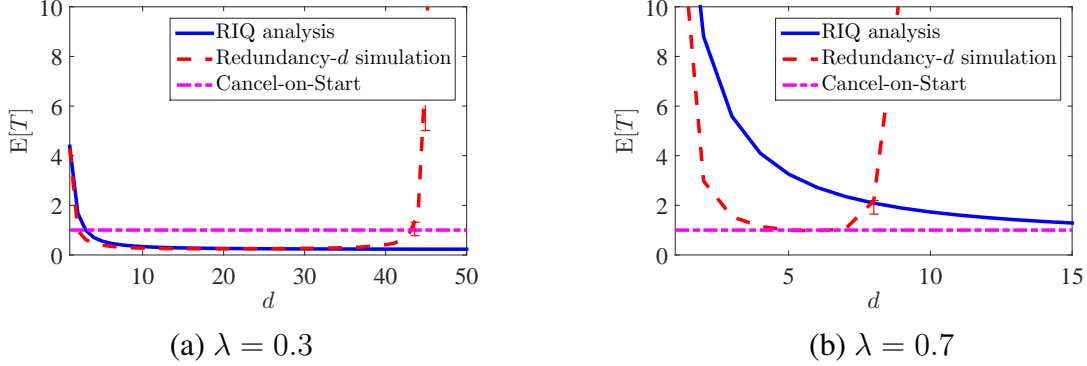 10
8
6
4
2
0
E[T]
RIQ analysis
Redundancy-d simulation
Cancel-on-Start
10 20 30 40 50
d
(a) λ = 0.3
10
8
6
4
2
0
E[T]
RIQ analysis
Redundancy-d simulation
Cancel-on-Start
5 10 15
d
(b) λ = 0.7